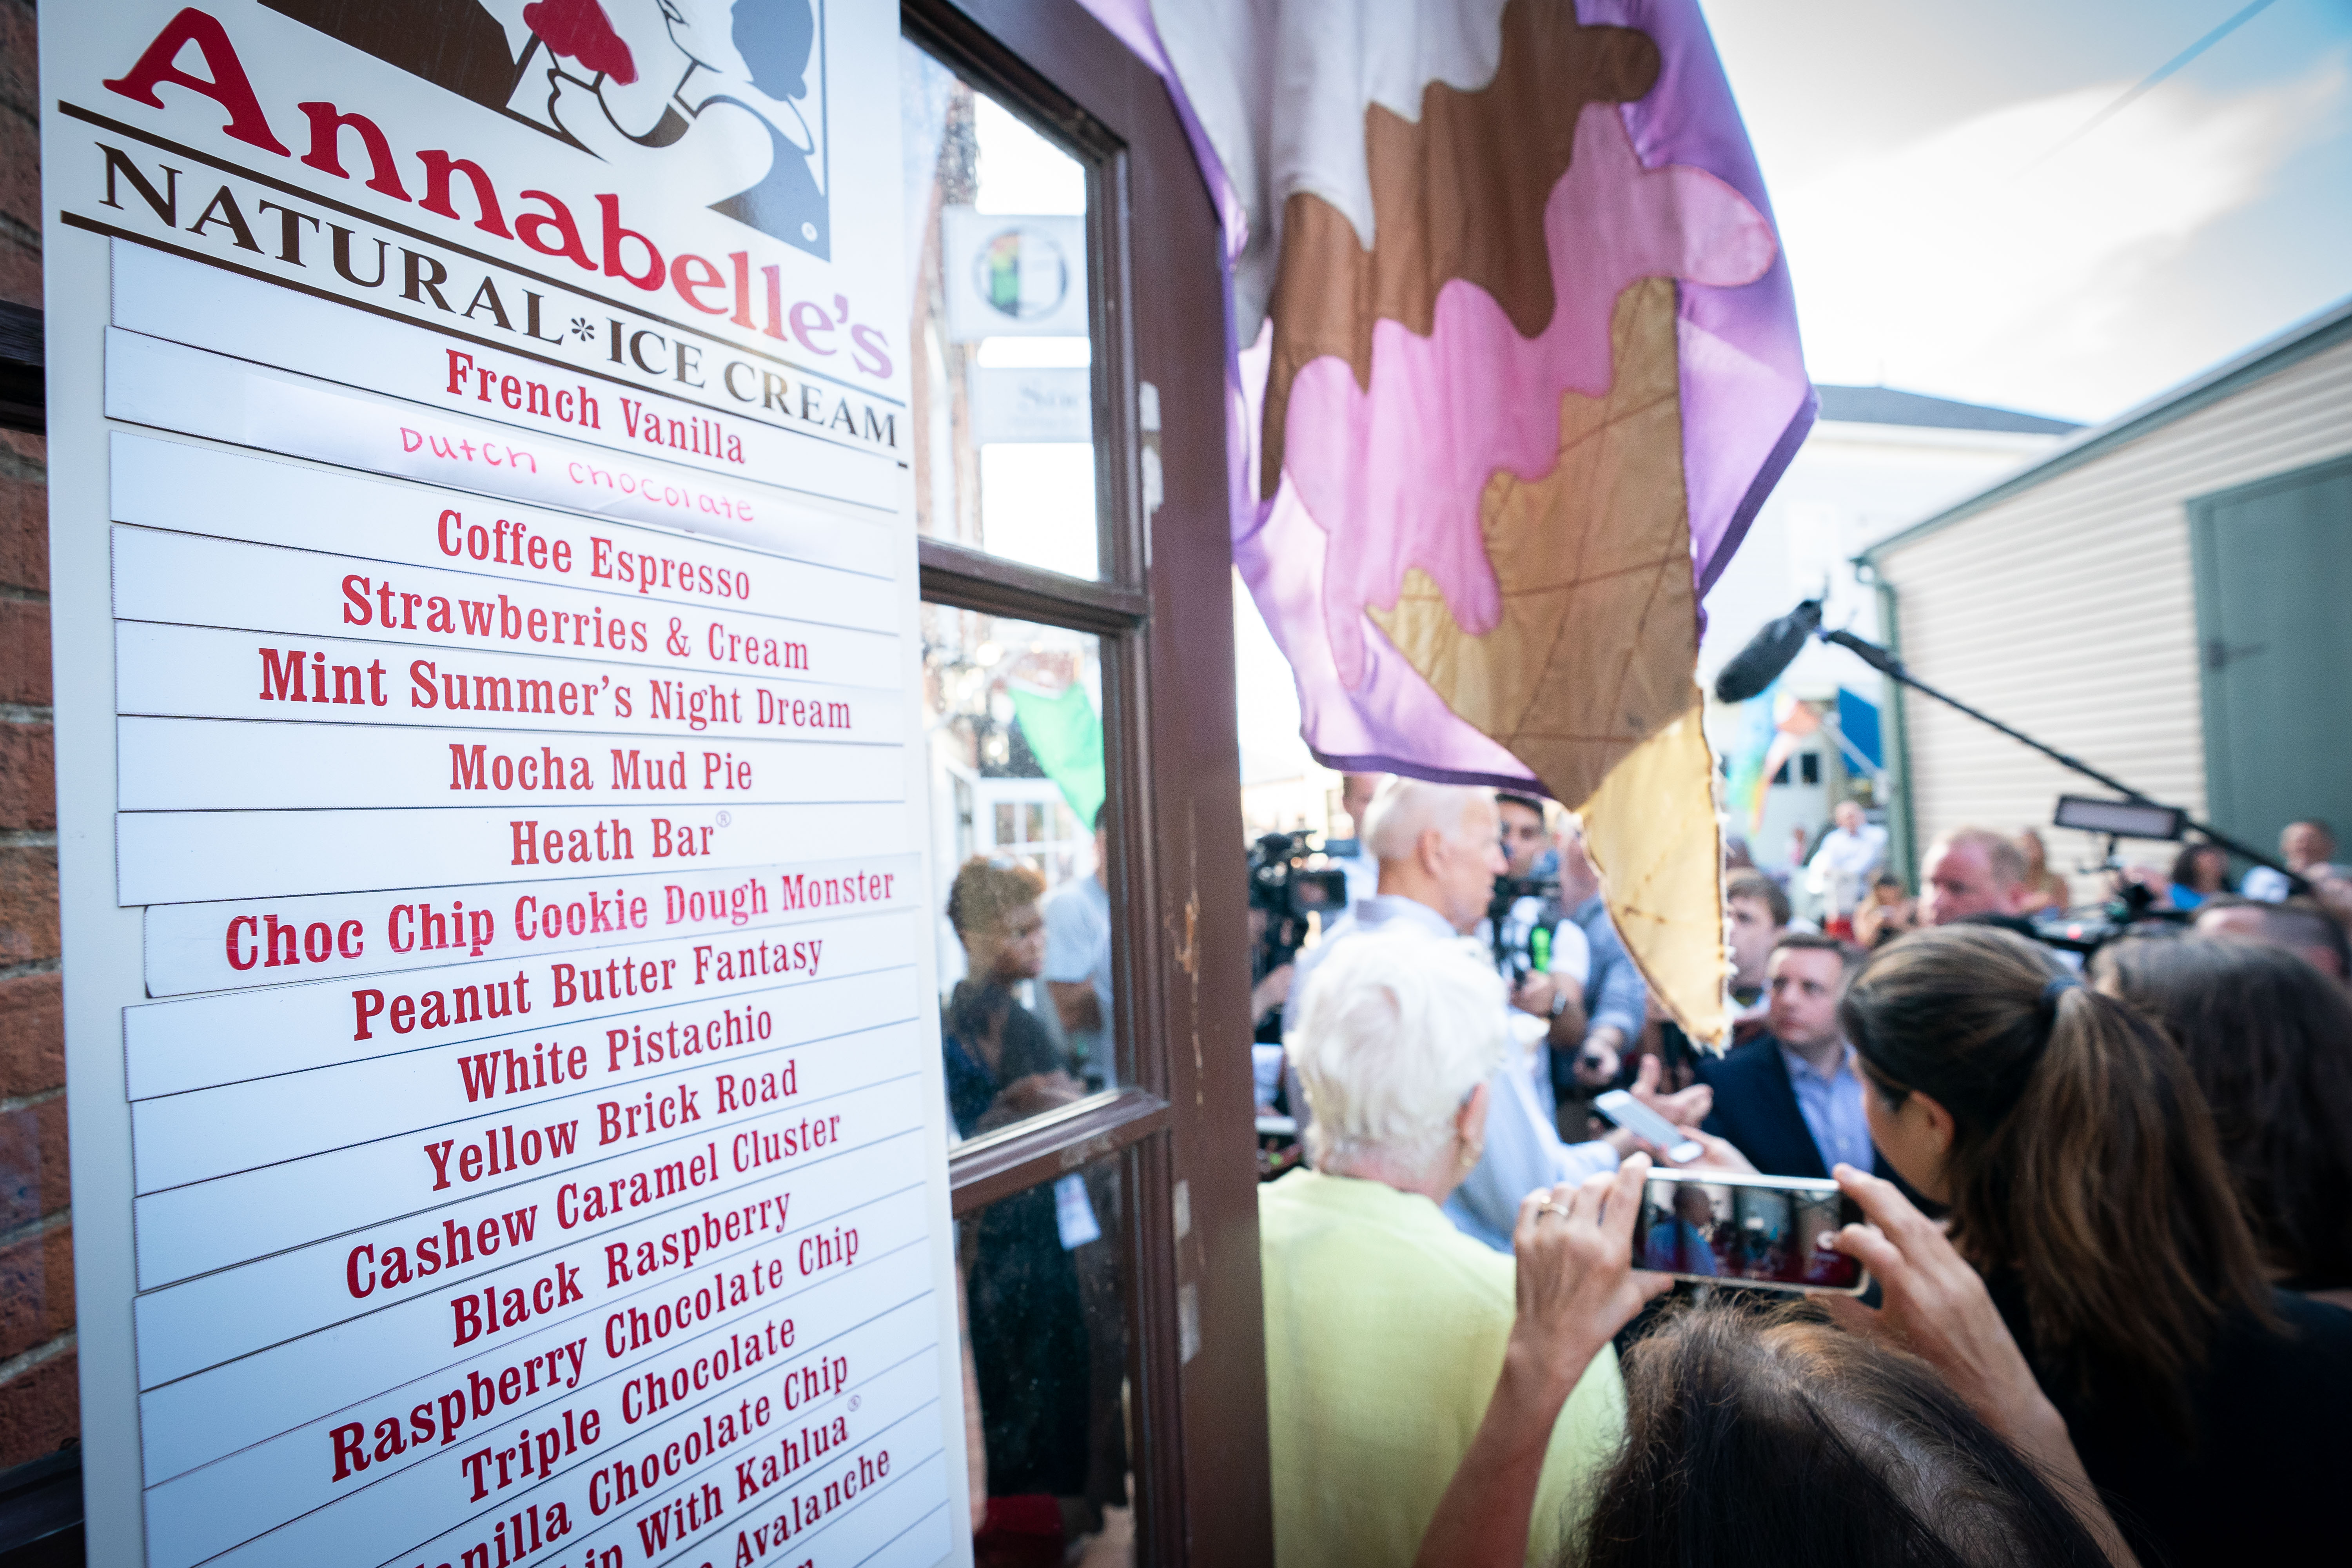 Annabelle's
NATURAL*ICE CREAM
French Vanilla
Dutch chocolate
Coffee Espresso
Strawberries & Cream
Mint Summer's Night Dream
Mocha Mud Pie
Heath Bar®
Choc Chip Cookie Dough Monster
Peanut Butter Fantasy
White Pistachio
Yellow Brick Road
Cashew Caramel Cluster
Black Raspberry
Raspberry Chocolate Chip
Triple Chocolate
Vanilla Chocolate Chip
With Kahlua®
Avalanche